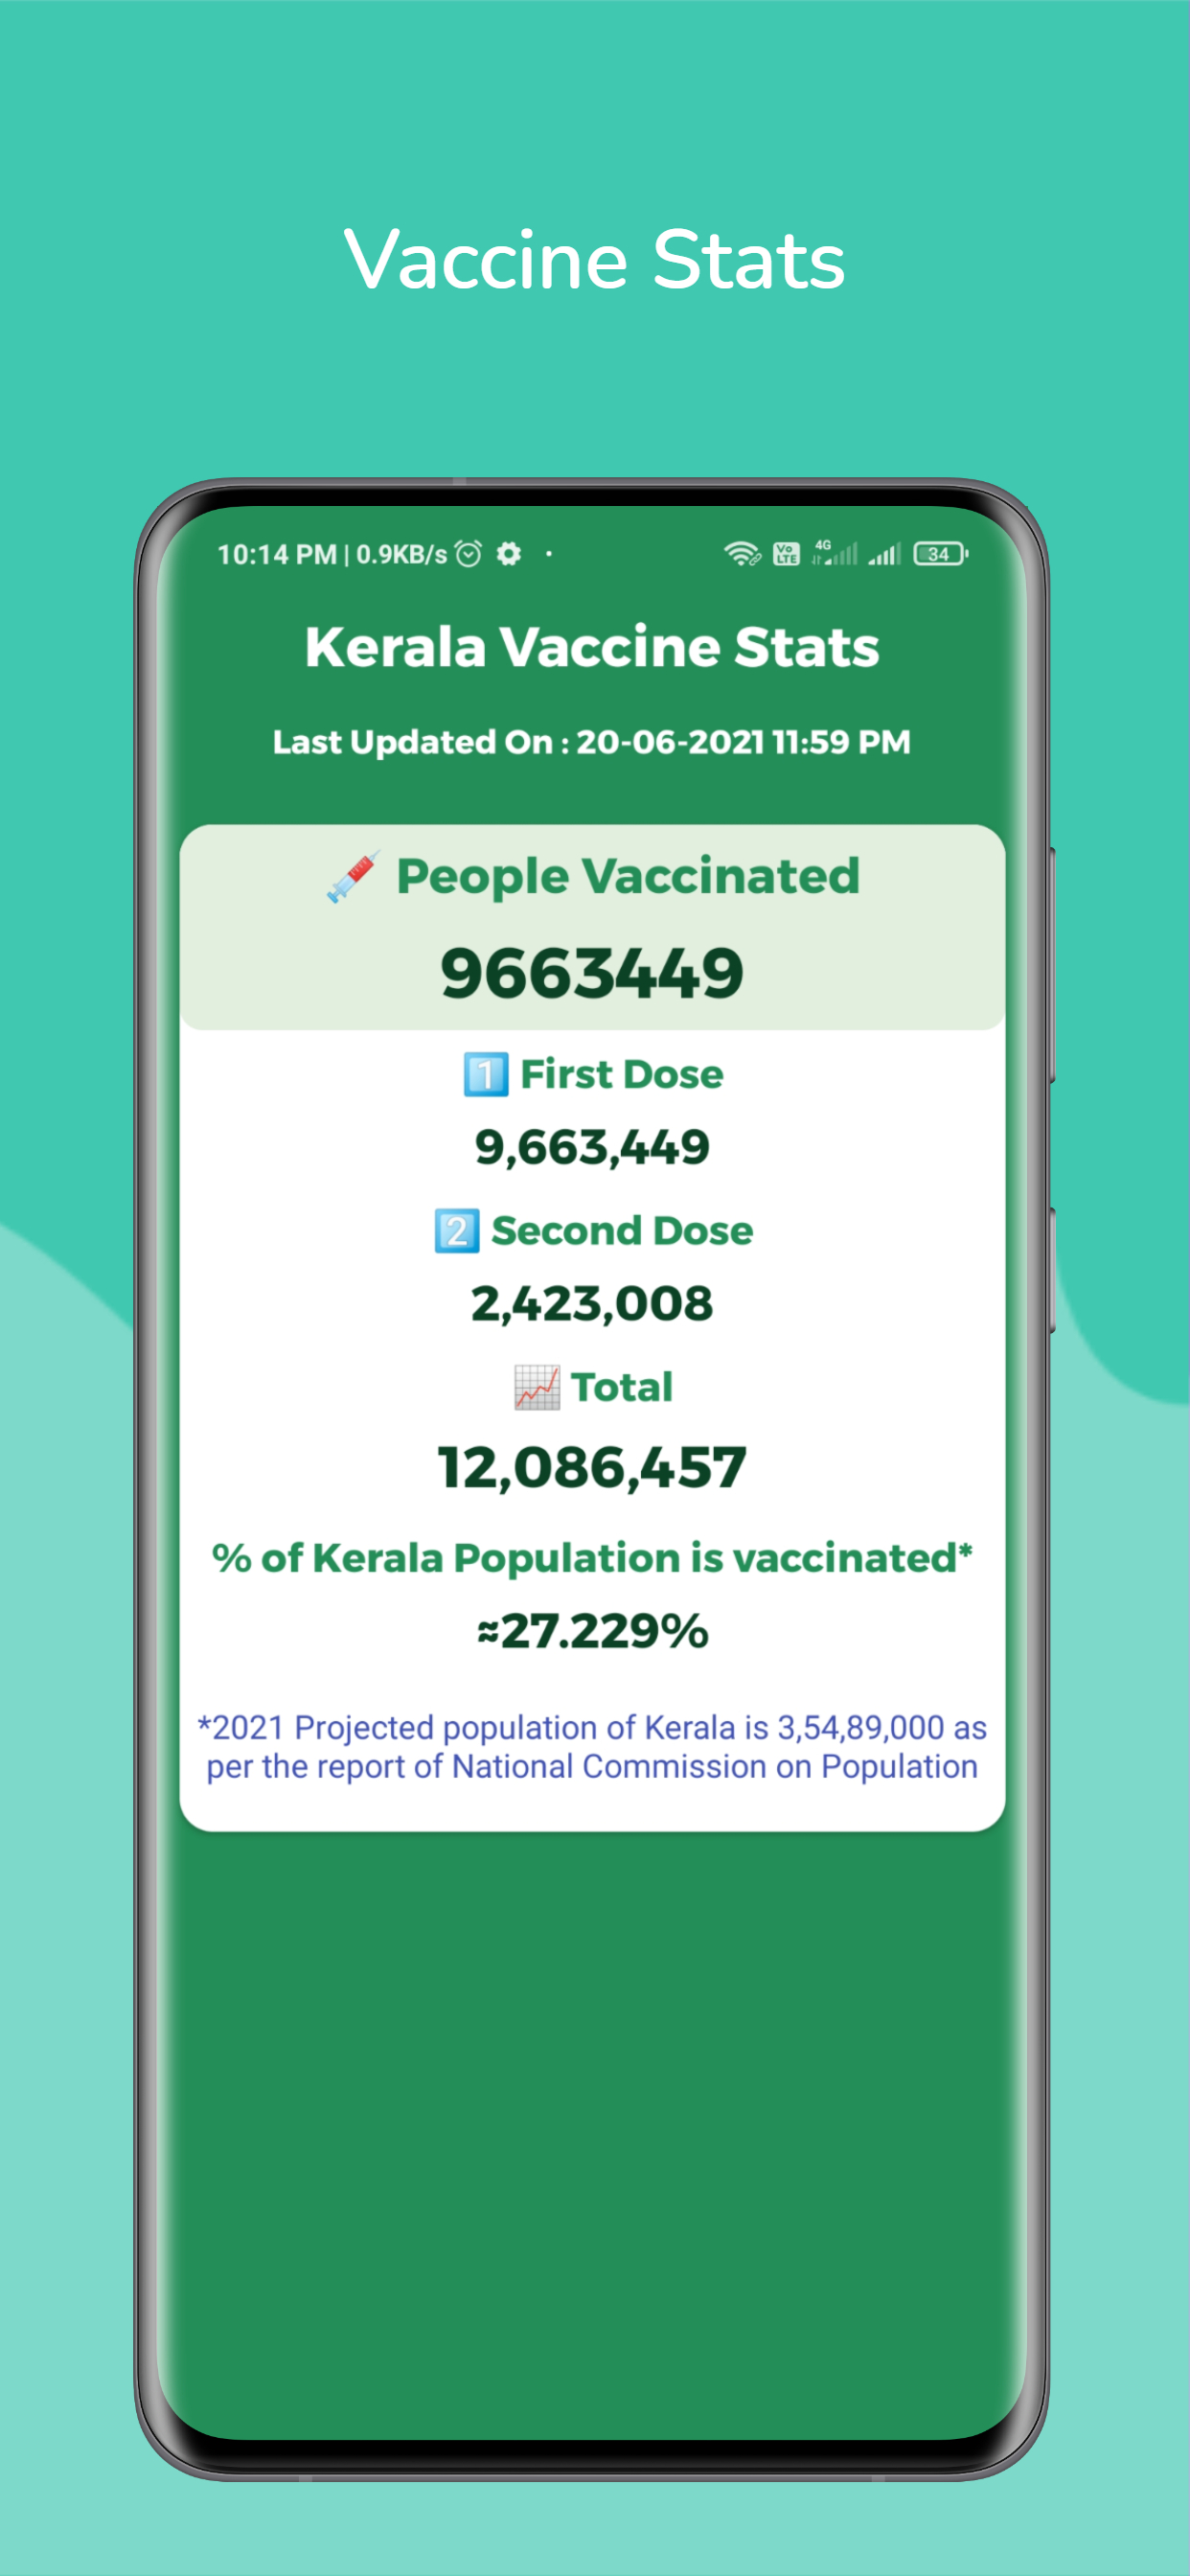 Vaccine Stats
10:14 PM | 0.9KB/s
Vo
LTE
4G
34
Kerala Vaccine Stats
Last Updated On : 20-06-2021 11:59 PM
People Vaccinated
9663449
1 First Dose
9,663,449
2 Second Dose
2,423,008
Total
12,086,457
% of Kerala Population is vaccinated*
≈27.229%
*2021 Projected population of Kerala is 3,54,89,000 as
per the report of National Commission on Population